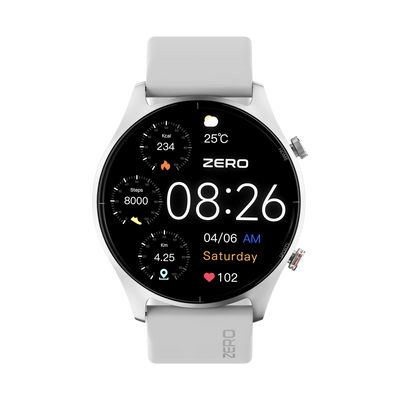 Kcal
234
25°C
ZERO
Steps
8000
08:26
Km
4.25
04/06 AM
Saturday
102
ZERO